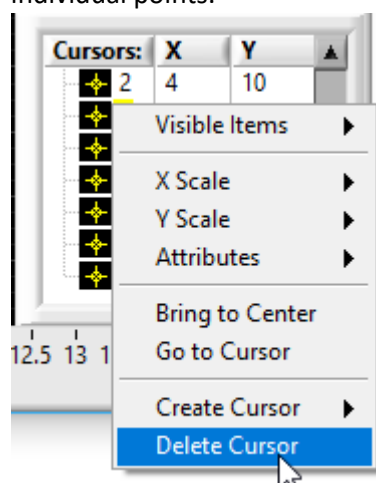 individual points.
Cursors: X Y
2 4 10
Visible Items
X Scale
Y Scale
Attributes
Bring to Center
12.5 13 1 Go to Cursor
Create Cursor
Delete Cursor